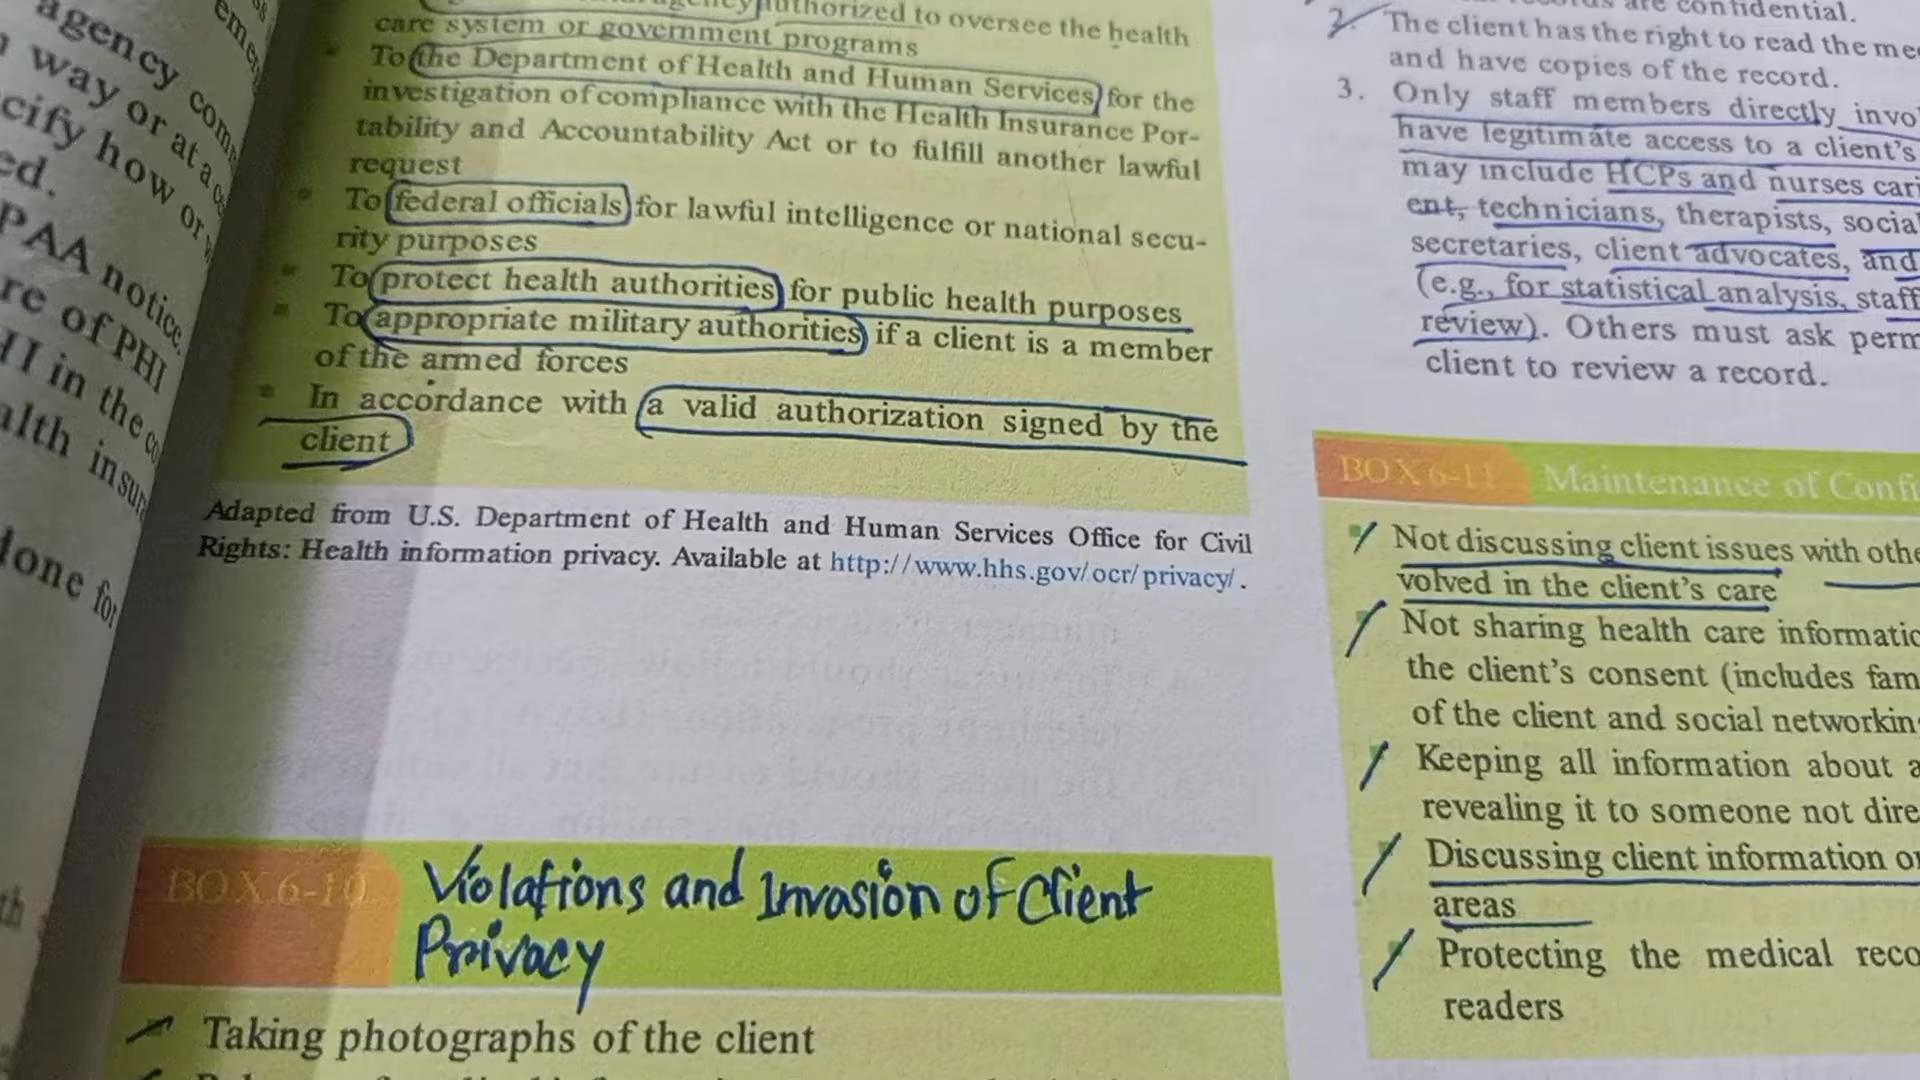 agency
way or at a
cify how or
ed.
PAA notice.
re of PHI
HI in the
alth insur
done for
authorized to oversee the health
care system or government programs
To the Department of Health and Human Services for the
investigation of compliance with the Health Insurance Por-
tability and Accountability Act or to fulfill another lawful
request
To federal officials for lawful intelligence or national secu-
rity purposes
To protect health authorities for public health purposes
To appropriate military authorities if a client is a member
of the armed forces
In accordance with a valid authorization signed by the
client
Adapted from U.S. Department of Health and Human Services Office for Civil
Rights: Health information privacy. Available at http://www.hhs.gov/ocr/privacy/.
BOX 6-10 Violations and Invasion of Client
Privacy
Taking photographs of the client
are confidential.
2. The client has the right to read the me
and have copies of the record.
3. Only staff members directly invo
have legitimate access to a client's
may include HCPs and nurses cari
ent, technicians, therapists, social
secretaries, client advocates, and
(e.g., for statistical analysis, staff
review). Others must ask perm
client to review a record.
BOX 6-11 Maintenance of Confi
Not discussing client issues with othe
volved in the client's care
Not sharing health care informatio
the client's consent (includes fam
of the client and social networkin
Keeping all information about a
revealing it to someone not dire
Discussing client information o
areas
Protecting the medical reco
readers